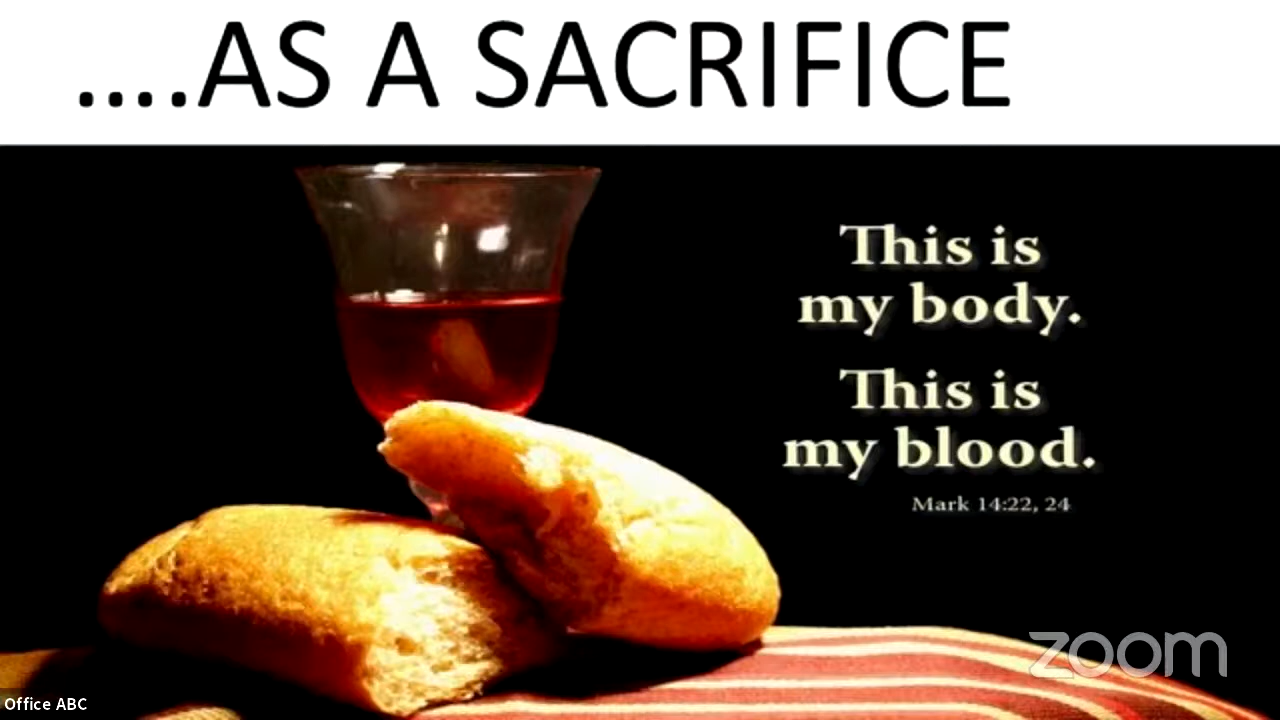 ....AS A SACRIFICE
This is
my body.
This is
my blood.
Mark 14:22, 24
zoom
Office ABC